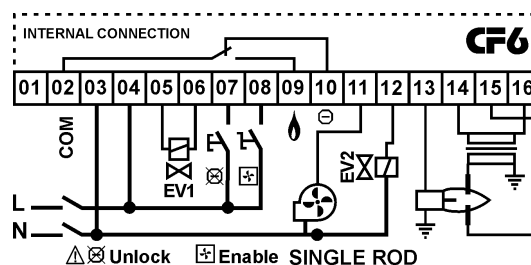 INTERNAL CONNECTION
CF6
01 02 03 04 05 06 07 08 09 10 11 12 13 14 15 16
COM
EV1
EV2
L
N
Unlock Enable SINGLE ROD